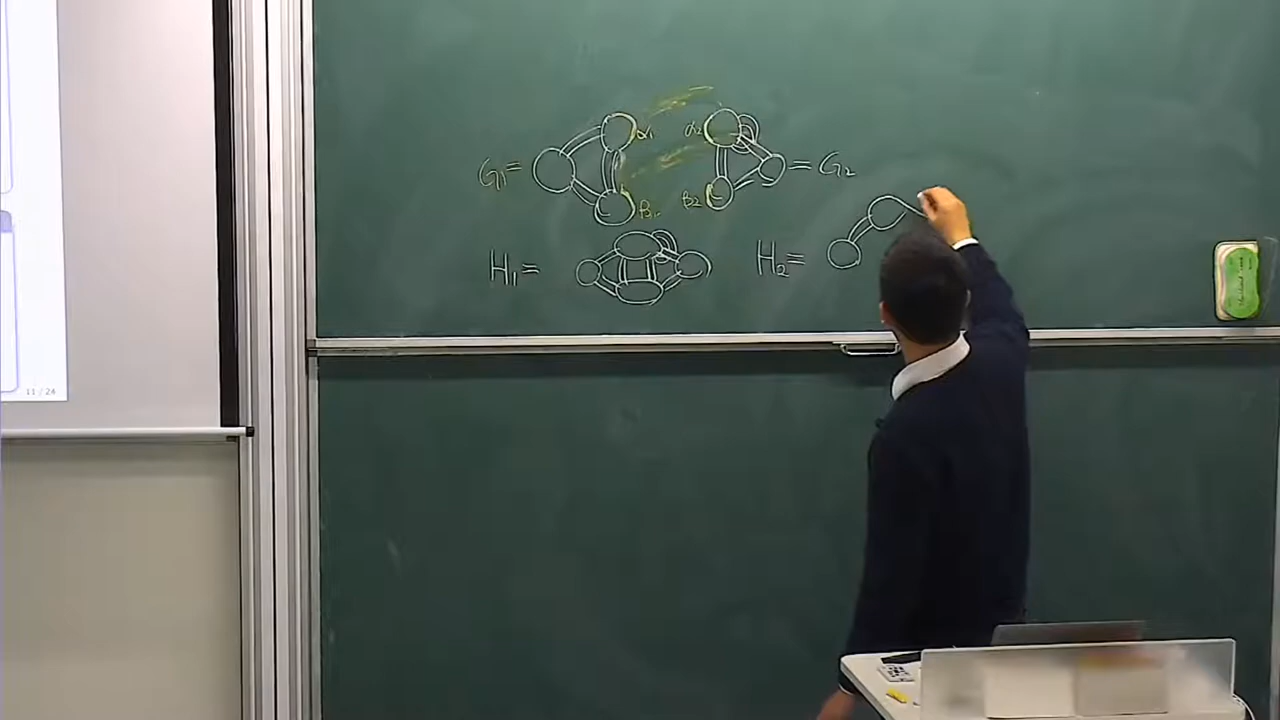 G₁= α₁ α₂ =G₂
β₁ β₂
H₁= H₂=
11 / 24